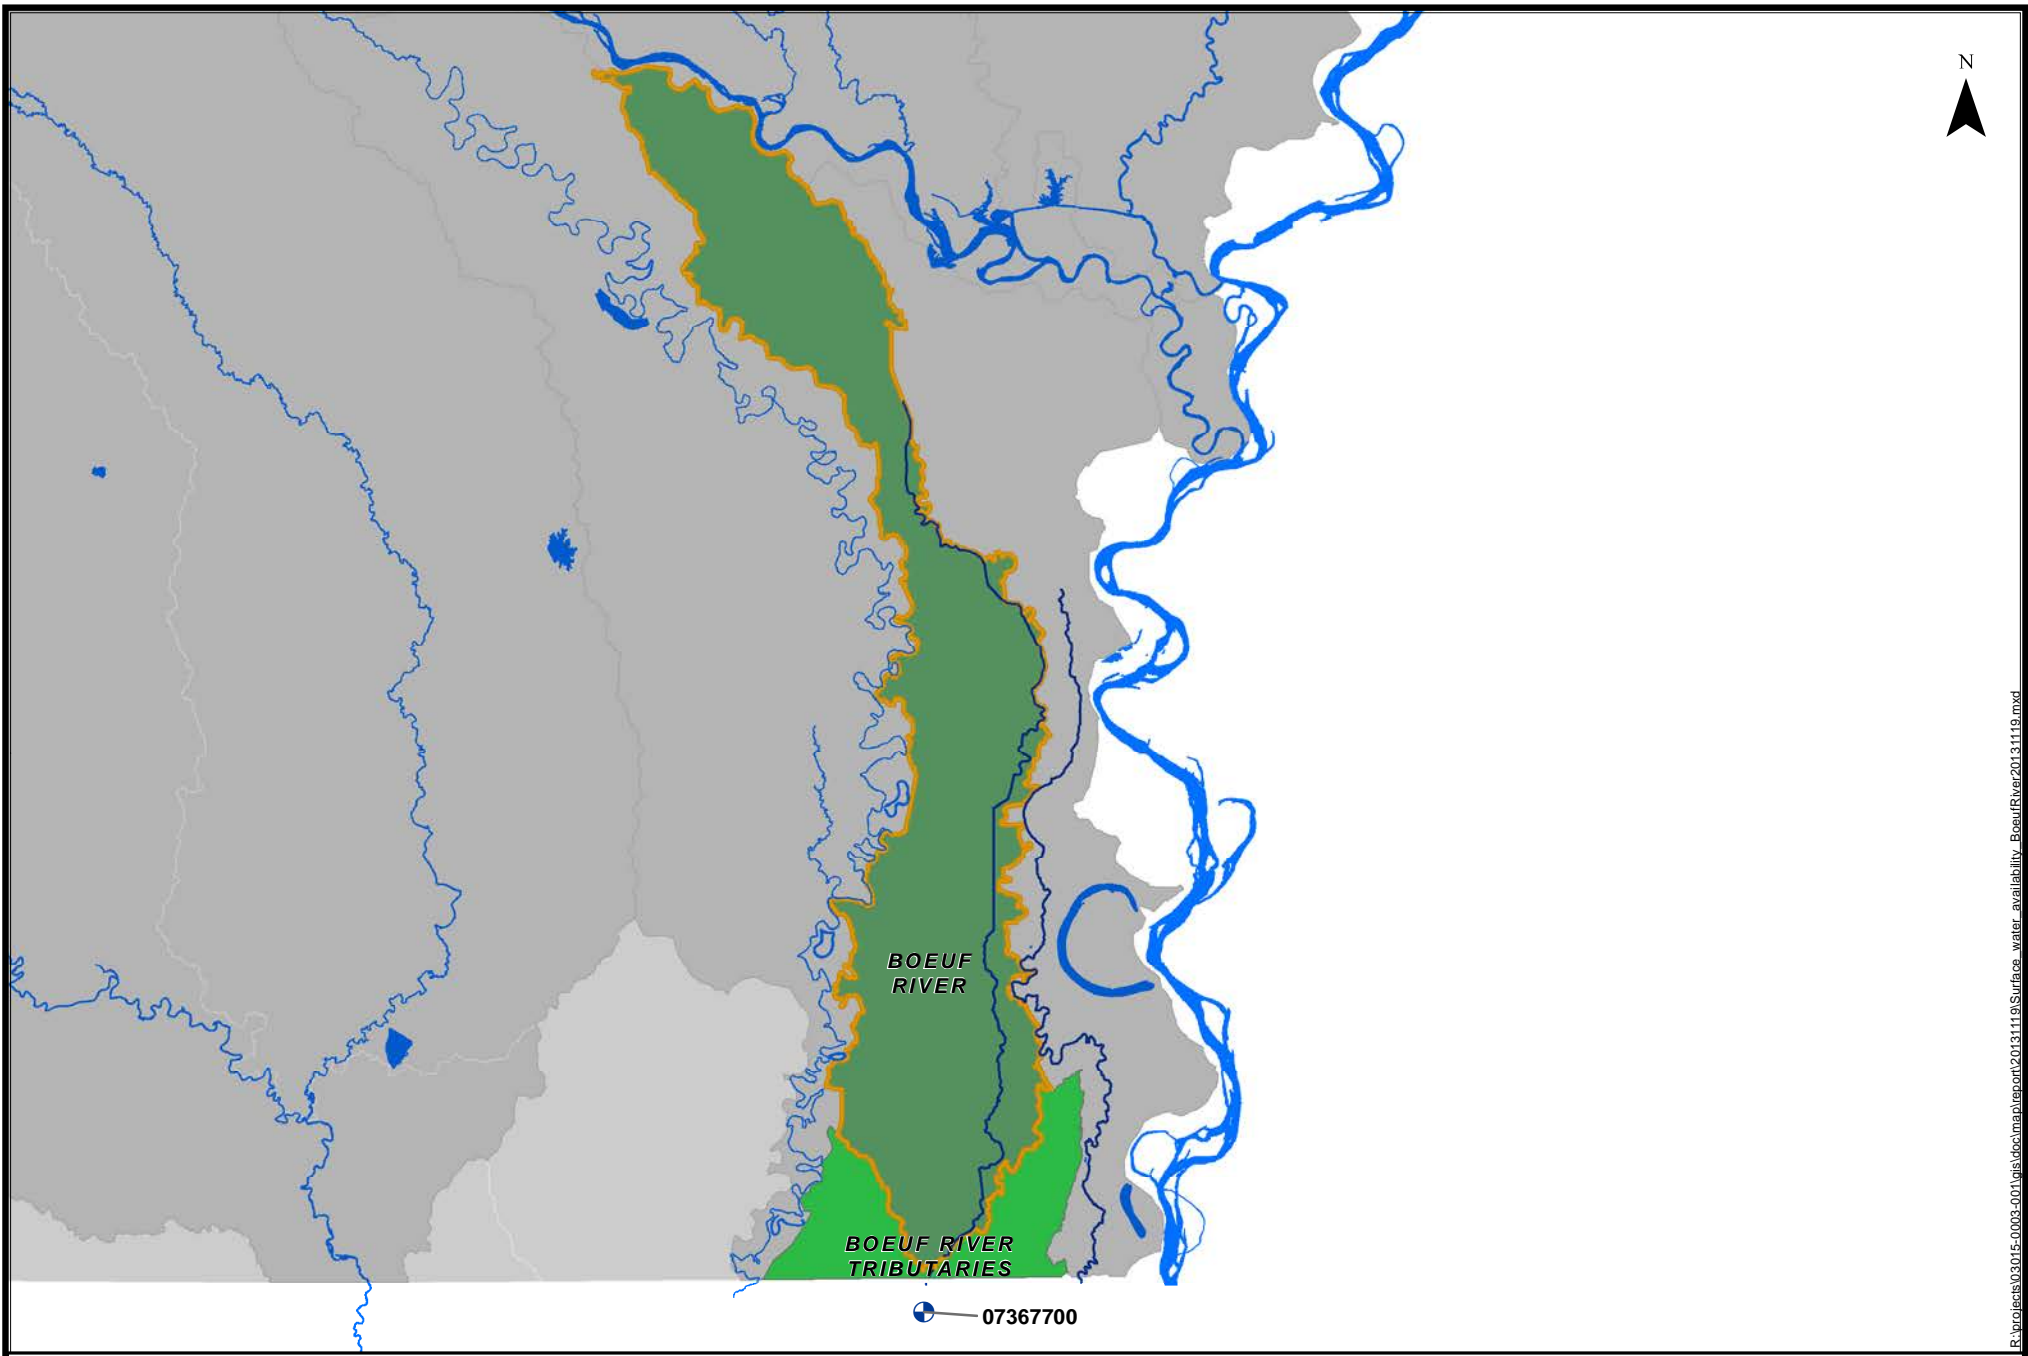 N
BOEUF
RIVER
BOEUF RIVER
TRIBUTARIES
07367700
R:\projects\03015-0003-001\gis\doc\map\report\20131119\Surface_water_availability_BoeufRiver20131119.mxd